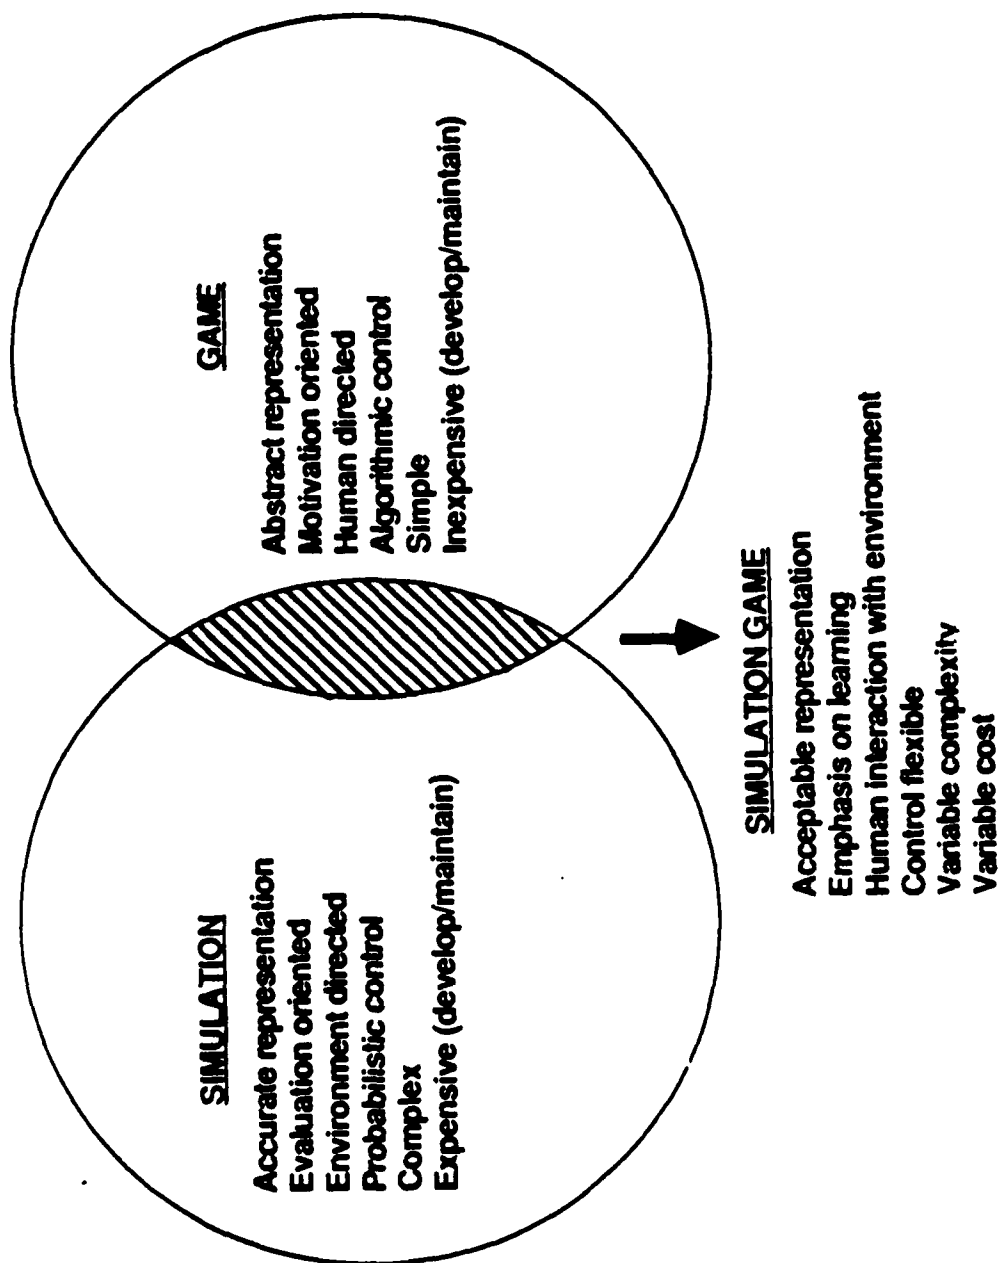 SIMULATION
Accurate representation
Evaluation oriented
Environment directed
Probabilistic control
Complex
Expensive (develop/maintain)
GAME
Abstract representation
Motivation oriented
Human directed
Algorithmic control
Simple
Inexpensive (develop/maintain)
SIMULATION GAME
Acceptable representation
Emphasis on learning
Human interaction with environment
Control flexible
Variable complexity
Variable cost